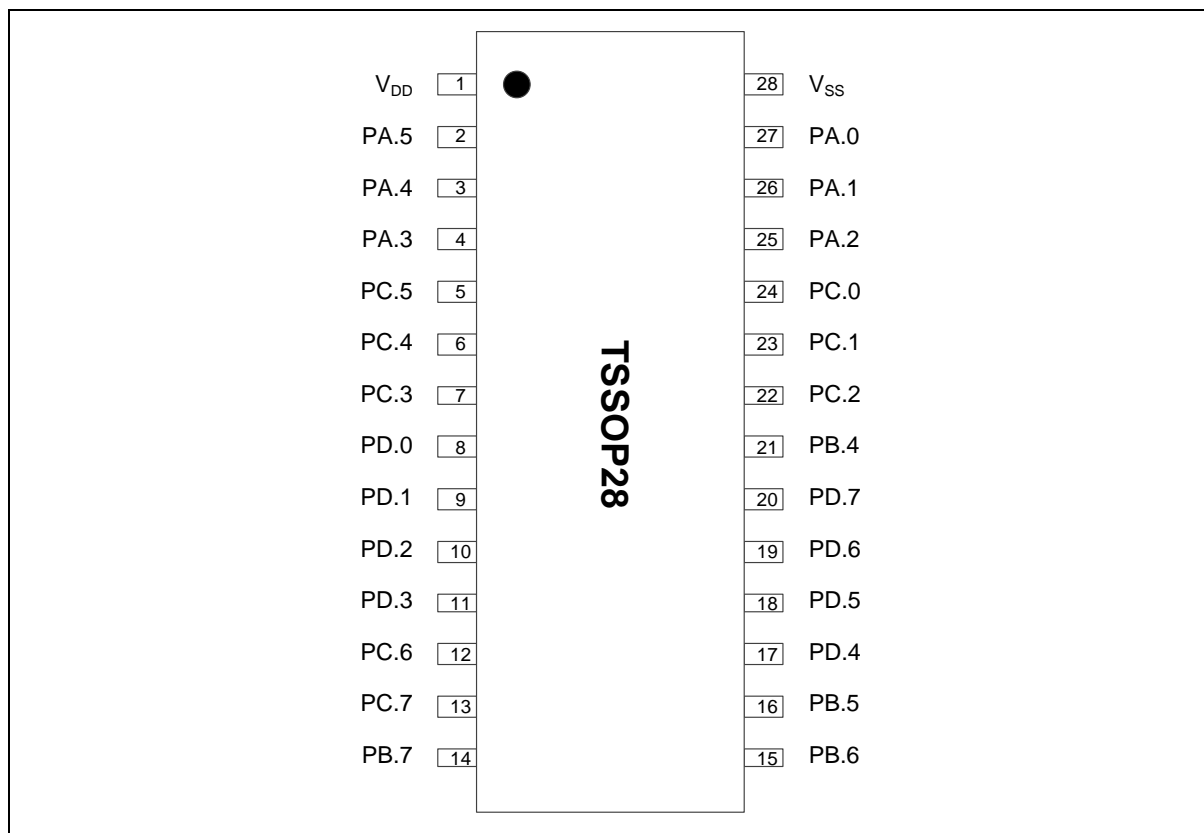 VDD 1 28 VSS
PA.5 2 27 PA.0
PA.4 3 26 PA.1
PA.3 4 25 PA.2
PC.5 5 24 PC.0
PC.4 6 23 PC.1
PC.3 7 22 PC.2
PD.0 8 21 PB.4
PD.1 9 20 PD.7
PD.2 10 19 PD.6
PD.3 11 18 PD.5
PC.6 12 17 PD.4
PC.7 13 16 PB.5
PB.7 14 15 PB.6
TSSOP28